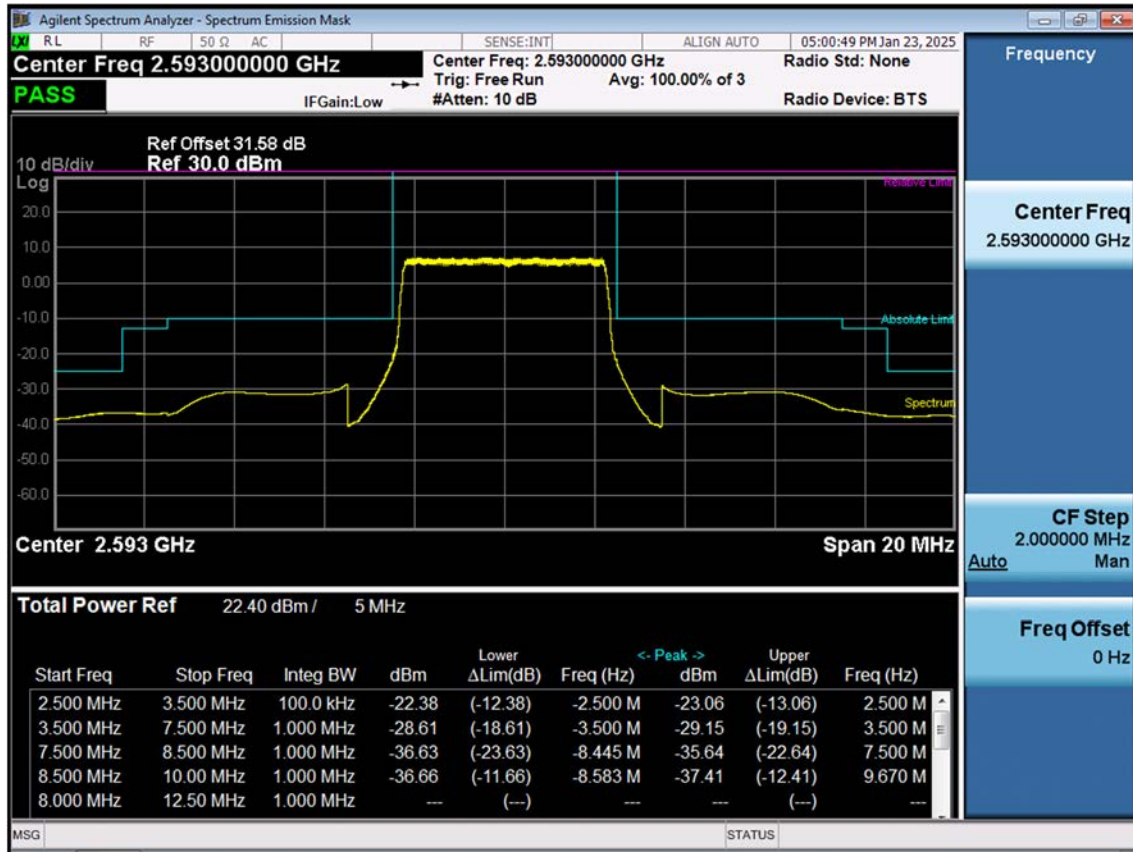 Agilent Spectrum Analyzer - Spectrum Emission Mask
LXI RL RF 50 Ω AC SENSE:INT ALIGN AUTO 05:00:49 PM Jan 23, 2025
Center Freq 2.593000000 GHz Center Freq: 2.593000000 GHz Radio Std: None
Trig: Free Run Avg: 100.00% of 3
PASS IFGain:Low #Atten: 10 dB Radio Device: BTS
Ref Offset 31.58 dB
10 dB/div Ref 30.0 dBm
Log
Relative Limit
20.0
10.0
0.00
-10.0
Absolute Limit
-20.0
-30.0
Spectrum
-40.0
-50.0
-60.0
Center 2.593 GHz Span 20 MHz
Total Power Ref 22.40 dBm / 5 MHz
Lower <- Peak -> Upper
Start Freq Stop Freq Integ BW dBm ΔLim(dB) Freq (Hz) dBm ΔLim(dB) Freq (Hz)
2.500 MHz 3.500 MHz 100.0 kHz -22.38 (-12.38) -2.500 M -23.06 (-13.06) 2.500 M
3.500 MHz 7.500 MHz 1.000 MHz -28.61 (-18.61) -3.500 M -29.15 (-19.15) 3.500 M
7.500 MHz 8.500 MHz 1.000 MHz -36.63 (-23.63) -8.445 M -35.64 (-22.64) 7.500 M
8.500 MHz 10.00 MHz 1.000 MHz -36.66 (-11.66) -8.583 M -37.41 (-12.41) 9.670 M
8.000 MHz 12.50 MHz 1.000 MHz --- (---) --- --- (---) ---
MSG STATUS
Frequency
Center Freq
2.593000000 GHz
CF Step
2.000000 MHz
Auto Man
Freq Offset
0 Hz